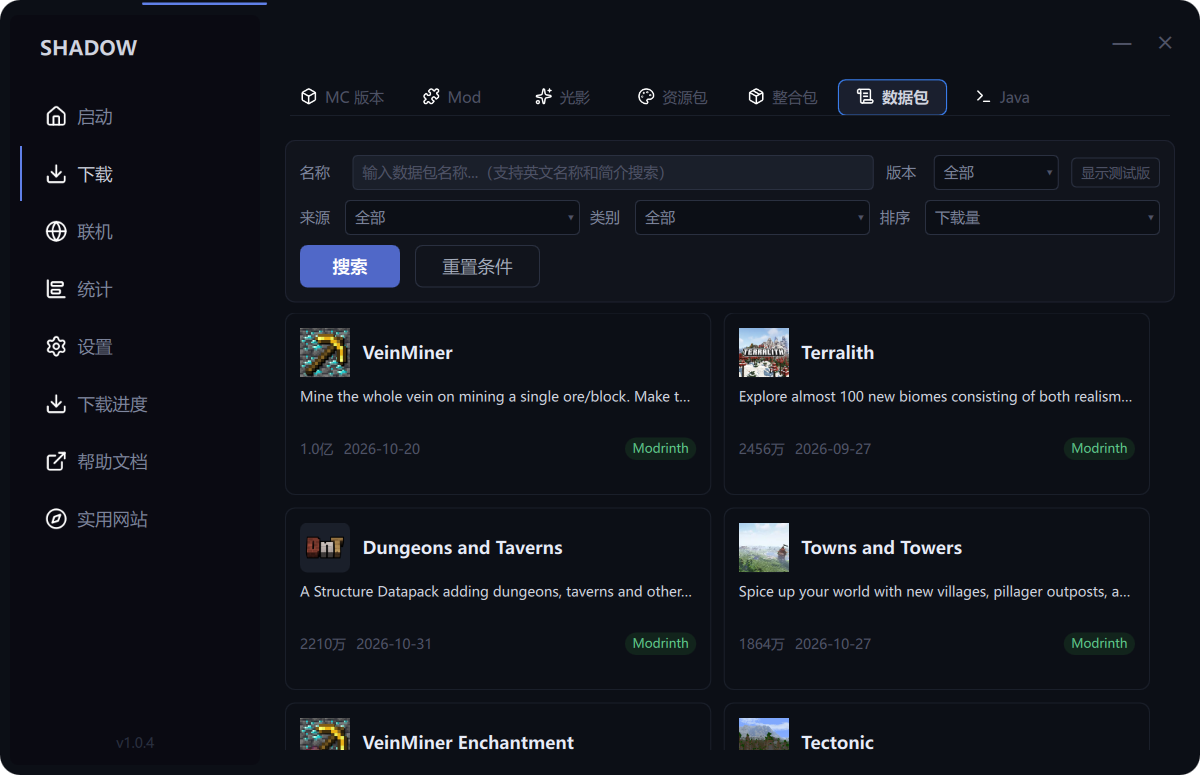 SHADOW
启动
下载
联机
统计
设置
下载进度
帮助文档
实用网站
v1.0.4
MC 版本 Mod 光影 资源包 整合包 数据包 Java
名称 输入数据包名称...（支持英文名称和简介搜索） 版本 全部 显示测试版
来源 全部 类别 全部 排序 下载量
搜索 重置条件
VeinMiner
Mine the whole vein on mining a single ore/block. Make t...
1.0亿 2026-10-20 Modrinth
TERRALITH
Terralith
Explore almost 100 new biomes consisting of both realism...
2456万 2026-09-27 Modrinth
DnT
Dungeons and Taverns
A Structure Datapack adding dungeons, taverns and other...
2210万 2026-10-31 Modrinth
Towns and Towers
Spice up your world with new villages, pillager outposts, a...
1864万 2026-10-27 Modrinth
VeinMiner Enchantment
Tectonic